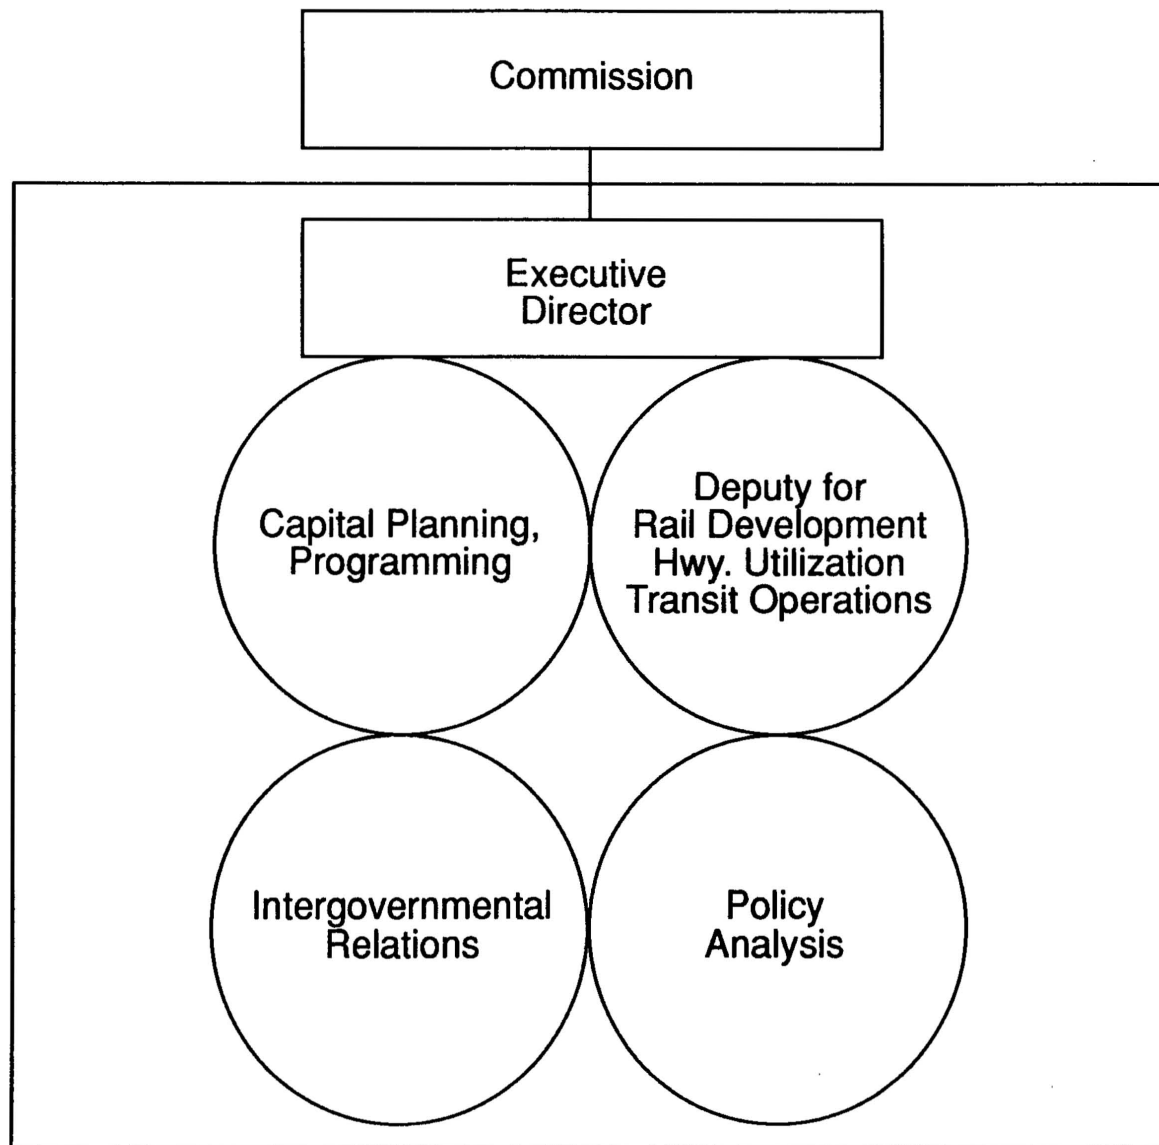 Commission
Executive
Director
Capital Planning,
Programming
Deputy for
Rail Development
Hwy. Utilization
Transit Operations
Intergovernmental
Relations
Policy
Analysis